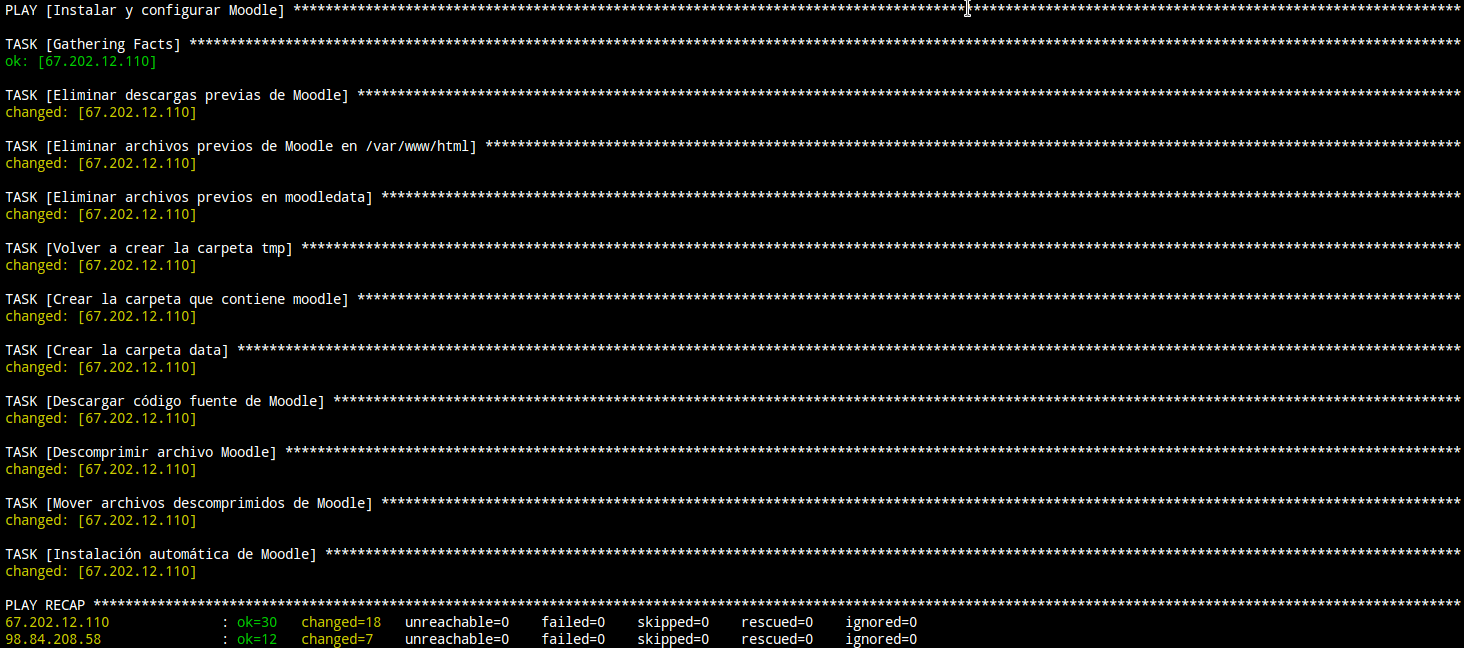 PLAY [Instalar y configurar Moodle] **************************************************************************************************************************************************
TASK [Gathering Facts] ***************************************************************************************************************************************************************
ok: [67.202.12.110]
TASK [Eliminar descargas previas de Moodle] ******************************************************************************************************************************************
changed: [67.202.12.110]
TASK [Eliminar archivos previos de Moodle en /var/www/html] **************************************************************************************************************************
changed: [67.202.12.110]
TASK [Eliminar archivos previos en moodledata] ***************************************************************************************************************************************
changed: [67.202.12.110]
TASK [Volver a crear la carpeta tmp] *************************************************************************************************************************************************
changed: [67.202.12.110]
TASK [Crear la carpeta que contiene moodle] ******************************************************************************************************************************************
changed: [67.202.12.110]
TASK [Crear la carpeta data] *********************************************************************************************************************************************************
changed: [67.202.12.110]
TASK [Descargar código fuente de Moodle] *********************************************************************************************************************************************
changed: [67.202.12.110]
TASK [Descomprimir archivo Moodle] ***************************************************************************************************************************************************
changed: [67.202.12.110]
TASK [Mover archivos descomprimidos de Moodle] ***************************************************************************************************************************************
changed: [67.202.12.110]
TASK [Instalación automática de Moodle] **********************************************************************************************************************************************
changed: [67.202.12.110]
PLAY RECAP ***************************************************************************************************************************************************************************
67.202.12.110              : ok=30   changed=18   unreachable=0    failed=0    skipped=0    rescued=0    ignored=0
98.84.208.58               : ok=12   changed=7    unreachable=0    failed=0    skipped=0    rescued=0    ignored=0